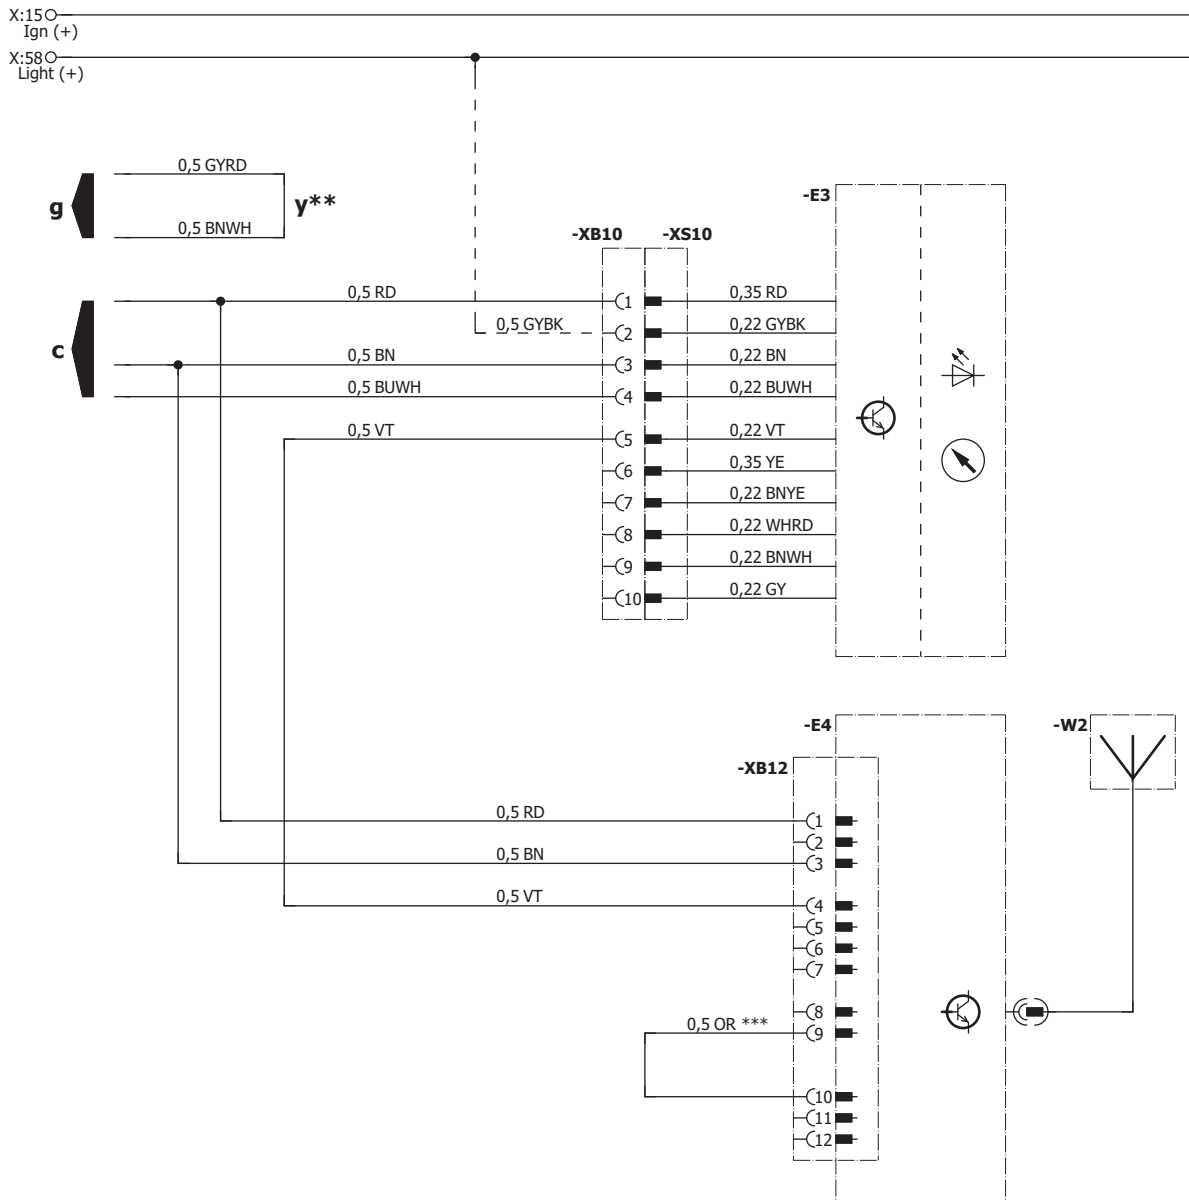 X:15
Ign (+)
X:58
Light (+)
0,5 GYRD
g
y**
0,5 BNWH
-E3
-XB10
-XS10
0,5 RD
1
0,35 RD
0,5 GYBK
2
0,22 GYBK
c
0,5 BN
3
0,22 BN
0,5 BUWH
4
0,22 BUWH
0,5 VT
5
0,22 VT
6
0,35 YE
7
0,22 BNYE
8
0,22 WHRD
9
0,22 BNWH
10
0,22 GY
-E4
-W2
-XB12
0,5 RD
1
2
0,5 BN
3
0,5 VT
4
5
6
7
8
0,5 OR ***
9
10
11
12